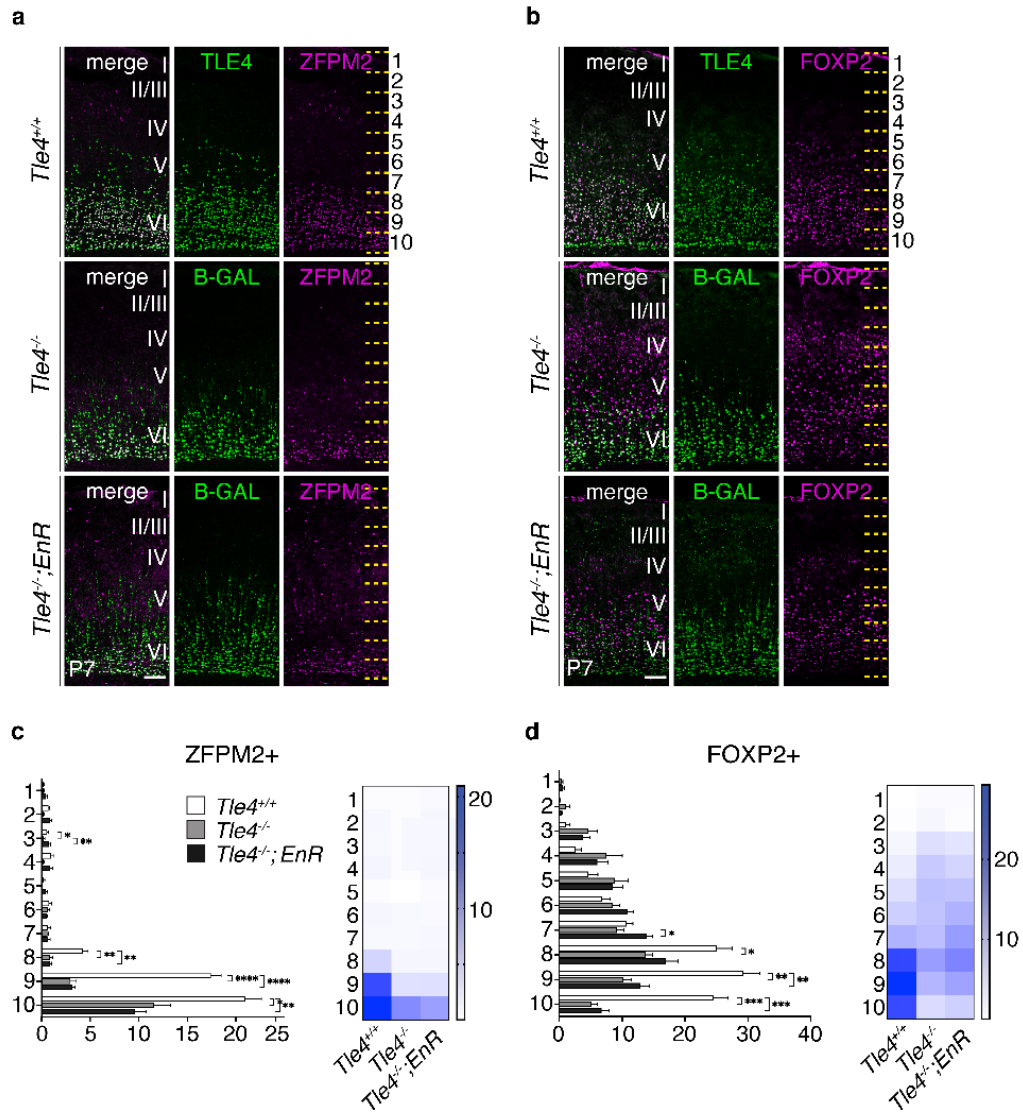 a
merge I
II/III
IV
V
VI
TLE4
ZFPM2
1
2
3
4
5
6
7
8
9
10
Tle4+/+
merge I
II/III
IV
V
VI
B-GAL
ZFPM2
Tle4-/-
merge
I
II/III
IV
V
VI
P7
B-GAL
ZFPM2
Tle4-/-;EnR
b
merge I
II/III
IV
V
VI
TLE4
FOXP2
1
2
3
4
5
6
7
8
9
10
Tle4+/+
merge
I
II/III
IV
V
VI
B-GAL
FOXP2
Tle4-/-
merge
I
II/III
IV
V
VI
P7
B-GAL
FOXP2
Tle4-/-;EnR
c
ZFPM2+
1
2
3
4
5
6
7
8
9
10
* **
** **
**** ****
* **
0 5 10 15 20 25
Tle4+/+
Tle4-/-
Tle4-/-;EnR
1
2
3
4
5
6
7
8
9
10
20
10
Tle4+/+
Tle4-/-
Tle4-/-;EnR
d
FOXP2+
1
2
3
4
5
6
7
8
9
10
*
*
** **
*** ***
0 10 20 30 40
1
2
3
4
5
6
7
8
9
10
20
10
Tle4+/+
Tle4-/-
Tle4-/-;EnR